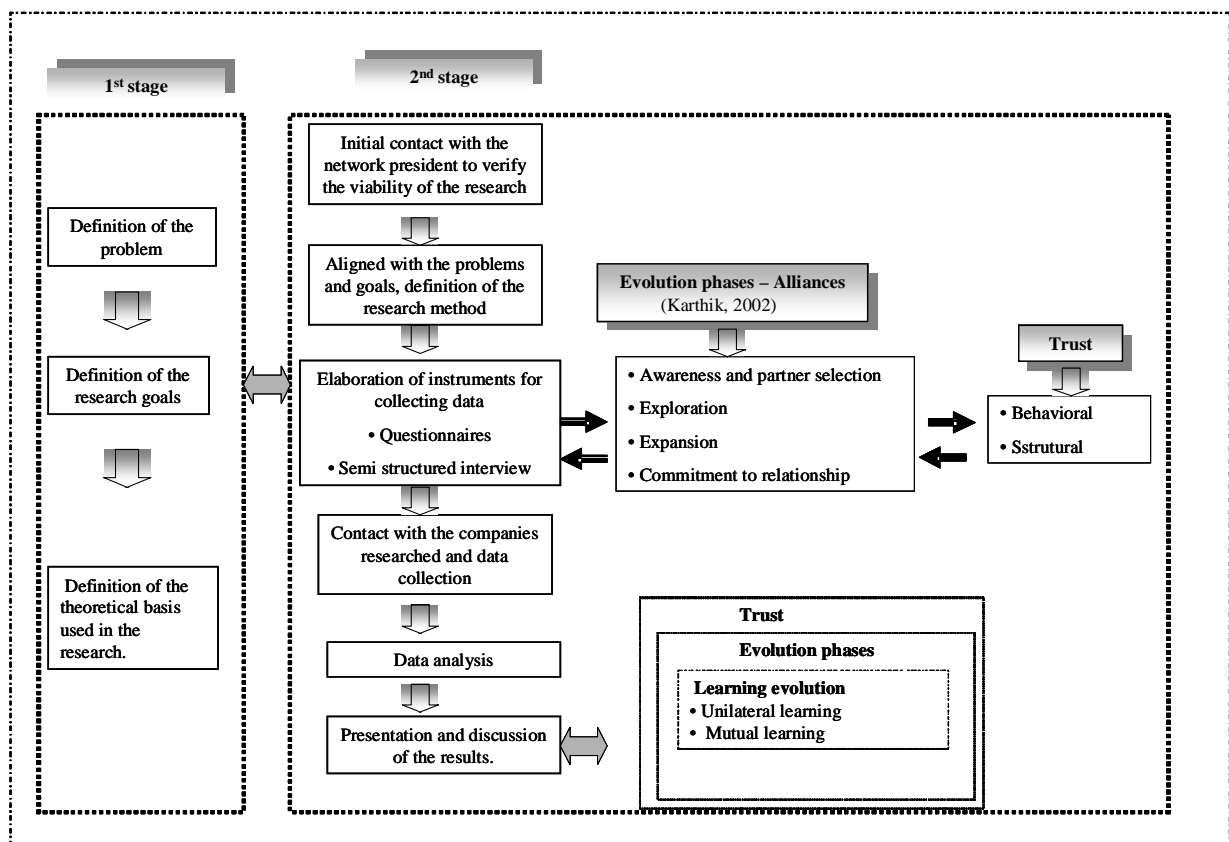 1st stage
Definition of the
problem
Definition of the
research goals
Definition of the
theoretical basis
used in the
research.
2nd stage
Initial contact with the
network president to verify
the viability of the research
Aligned with the problems
and goals, definition of the
research method
Elaboration of instruments for
collecting data
• Questionnaires
• Semi structured interview
Contact with the companies
researched and data
collection
Data analysis
Presentation and discussion
of the results.
Evolution phases – Alliances
(Karthik, 2002)
• Awareness and partner selection
• Exploration
• Expansion
• Commitment to relationship
Trust
• Behavioral
• Sstrutural
Trust
Evolution phases
Learning evolution
• Unilateral learning
• Mutual learning